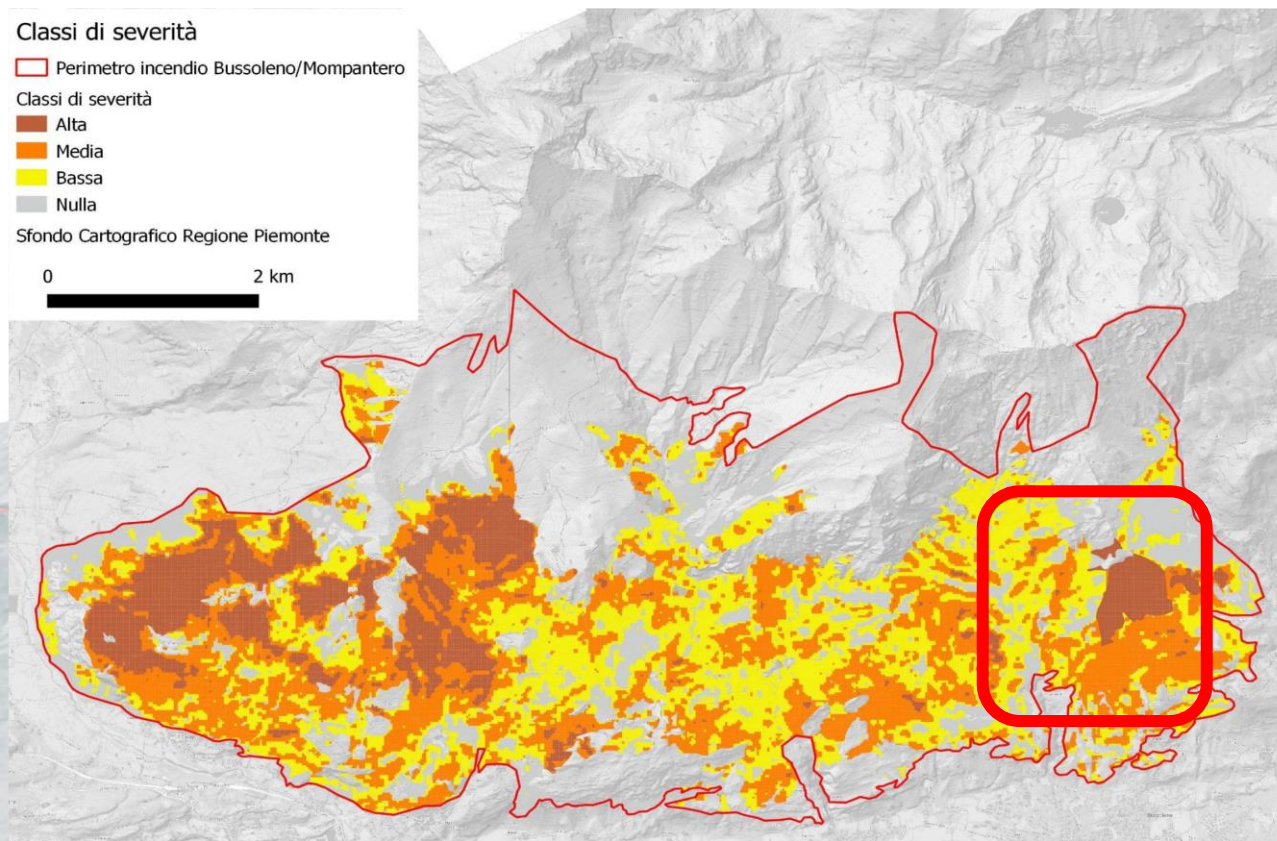 Classi di severità
Perimetro incendio Bussoleno/Mompantero
Classi di severità
Alta
Media
Bassa
Nulla
Sfondo Cartografico Regione Piemonte
0 2 km